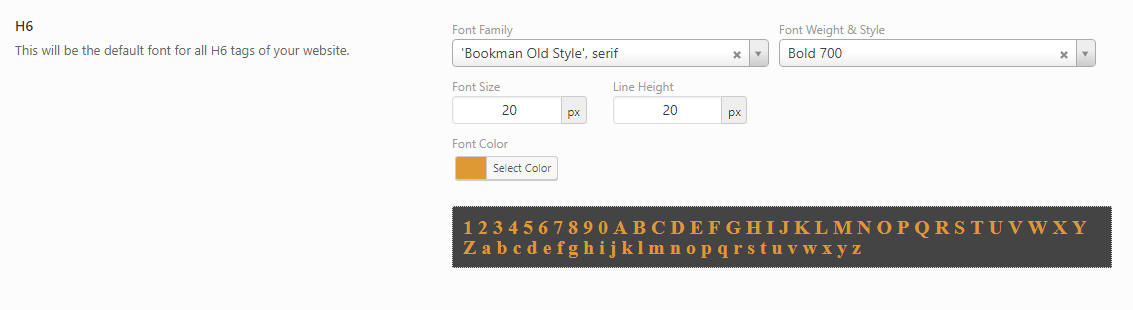 H6
This will be the default font for all H6 tags of your website.
Font Family
Font Weight & Style
'Bookman Old Style', serif
Bold 700
Font Size
Line Height
20 px
20 px
Font Color
Select Color
1 2 3 4 5 6 7 8 9 0 A B C D E F G H I J K L M N O P Q R S T U V W X Y
Z a b c d e f g h i j k l m n o p q r s t u v w x y z